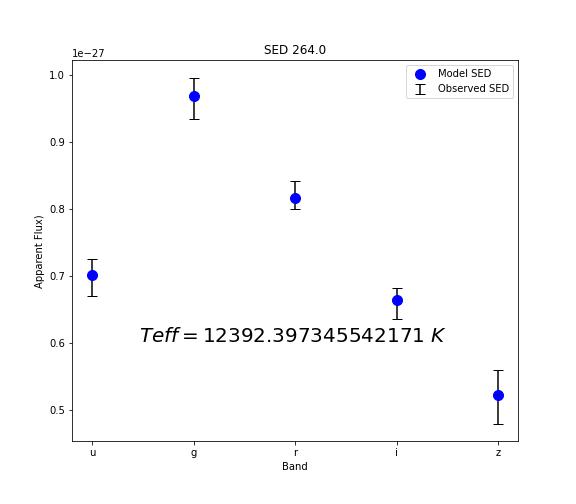 SED 264.0
1e−27
Model SED
Observed SED
1.0
0.9
0.8
0.7
0.6
0.5
Apparent Flux)
Teff = 12392.397345542171 K
u g r i z
Band